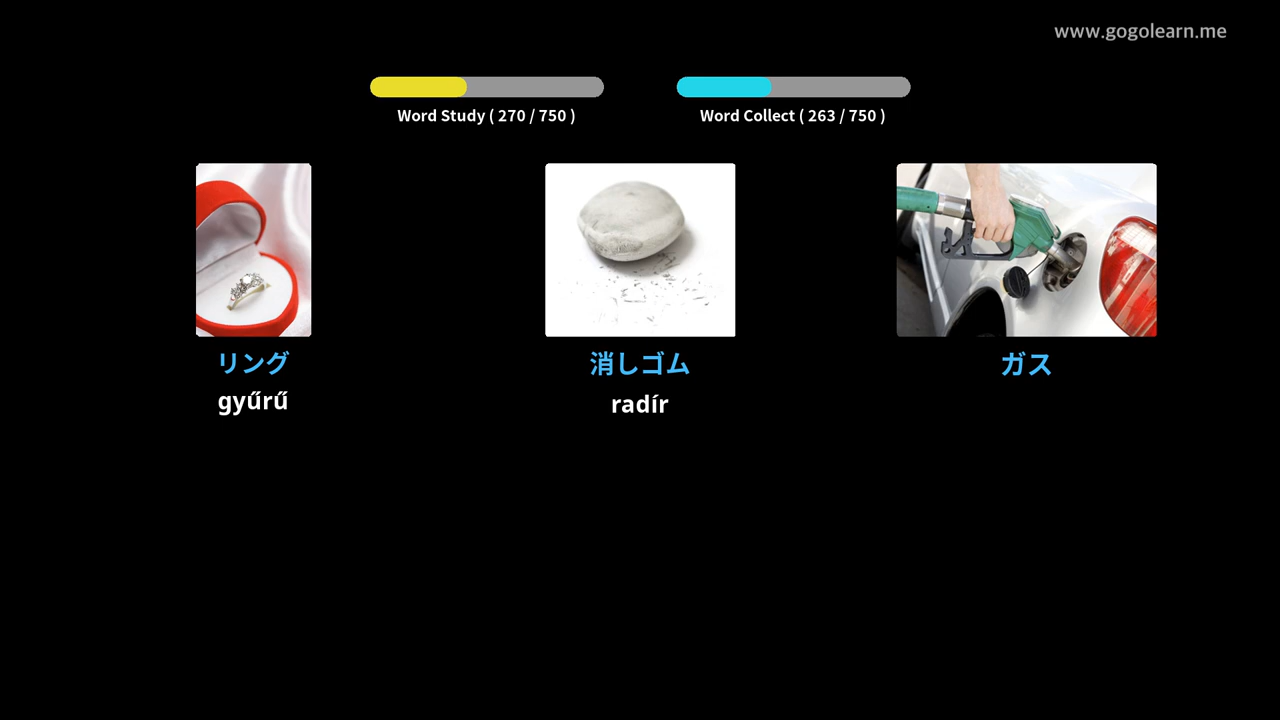 www.gogolearn.me
Word Study ( 270 / 750 )
Word Collect ( 263 / 750 )
リング
gyűrű
消しゴム
radír
ガス